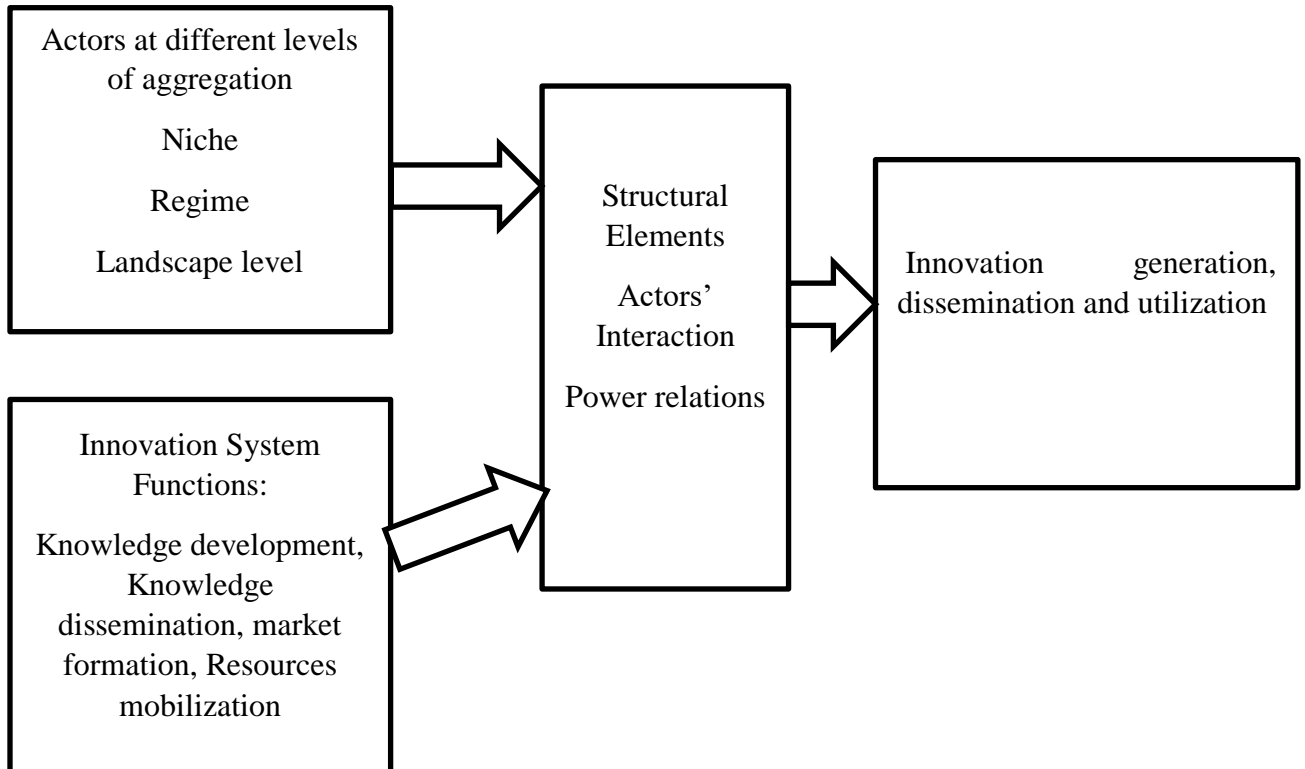 Actors at different levels
of aggregation
Niche
Regime
Landscape level
Innovation System
Functions:
Knowledge development,
Knowledge
dissemination, market
formation, Resources
mobilization
Structural
Elements
Actors’
Interaction
Power relations
Innovation generation,
dissemination and utilization